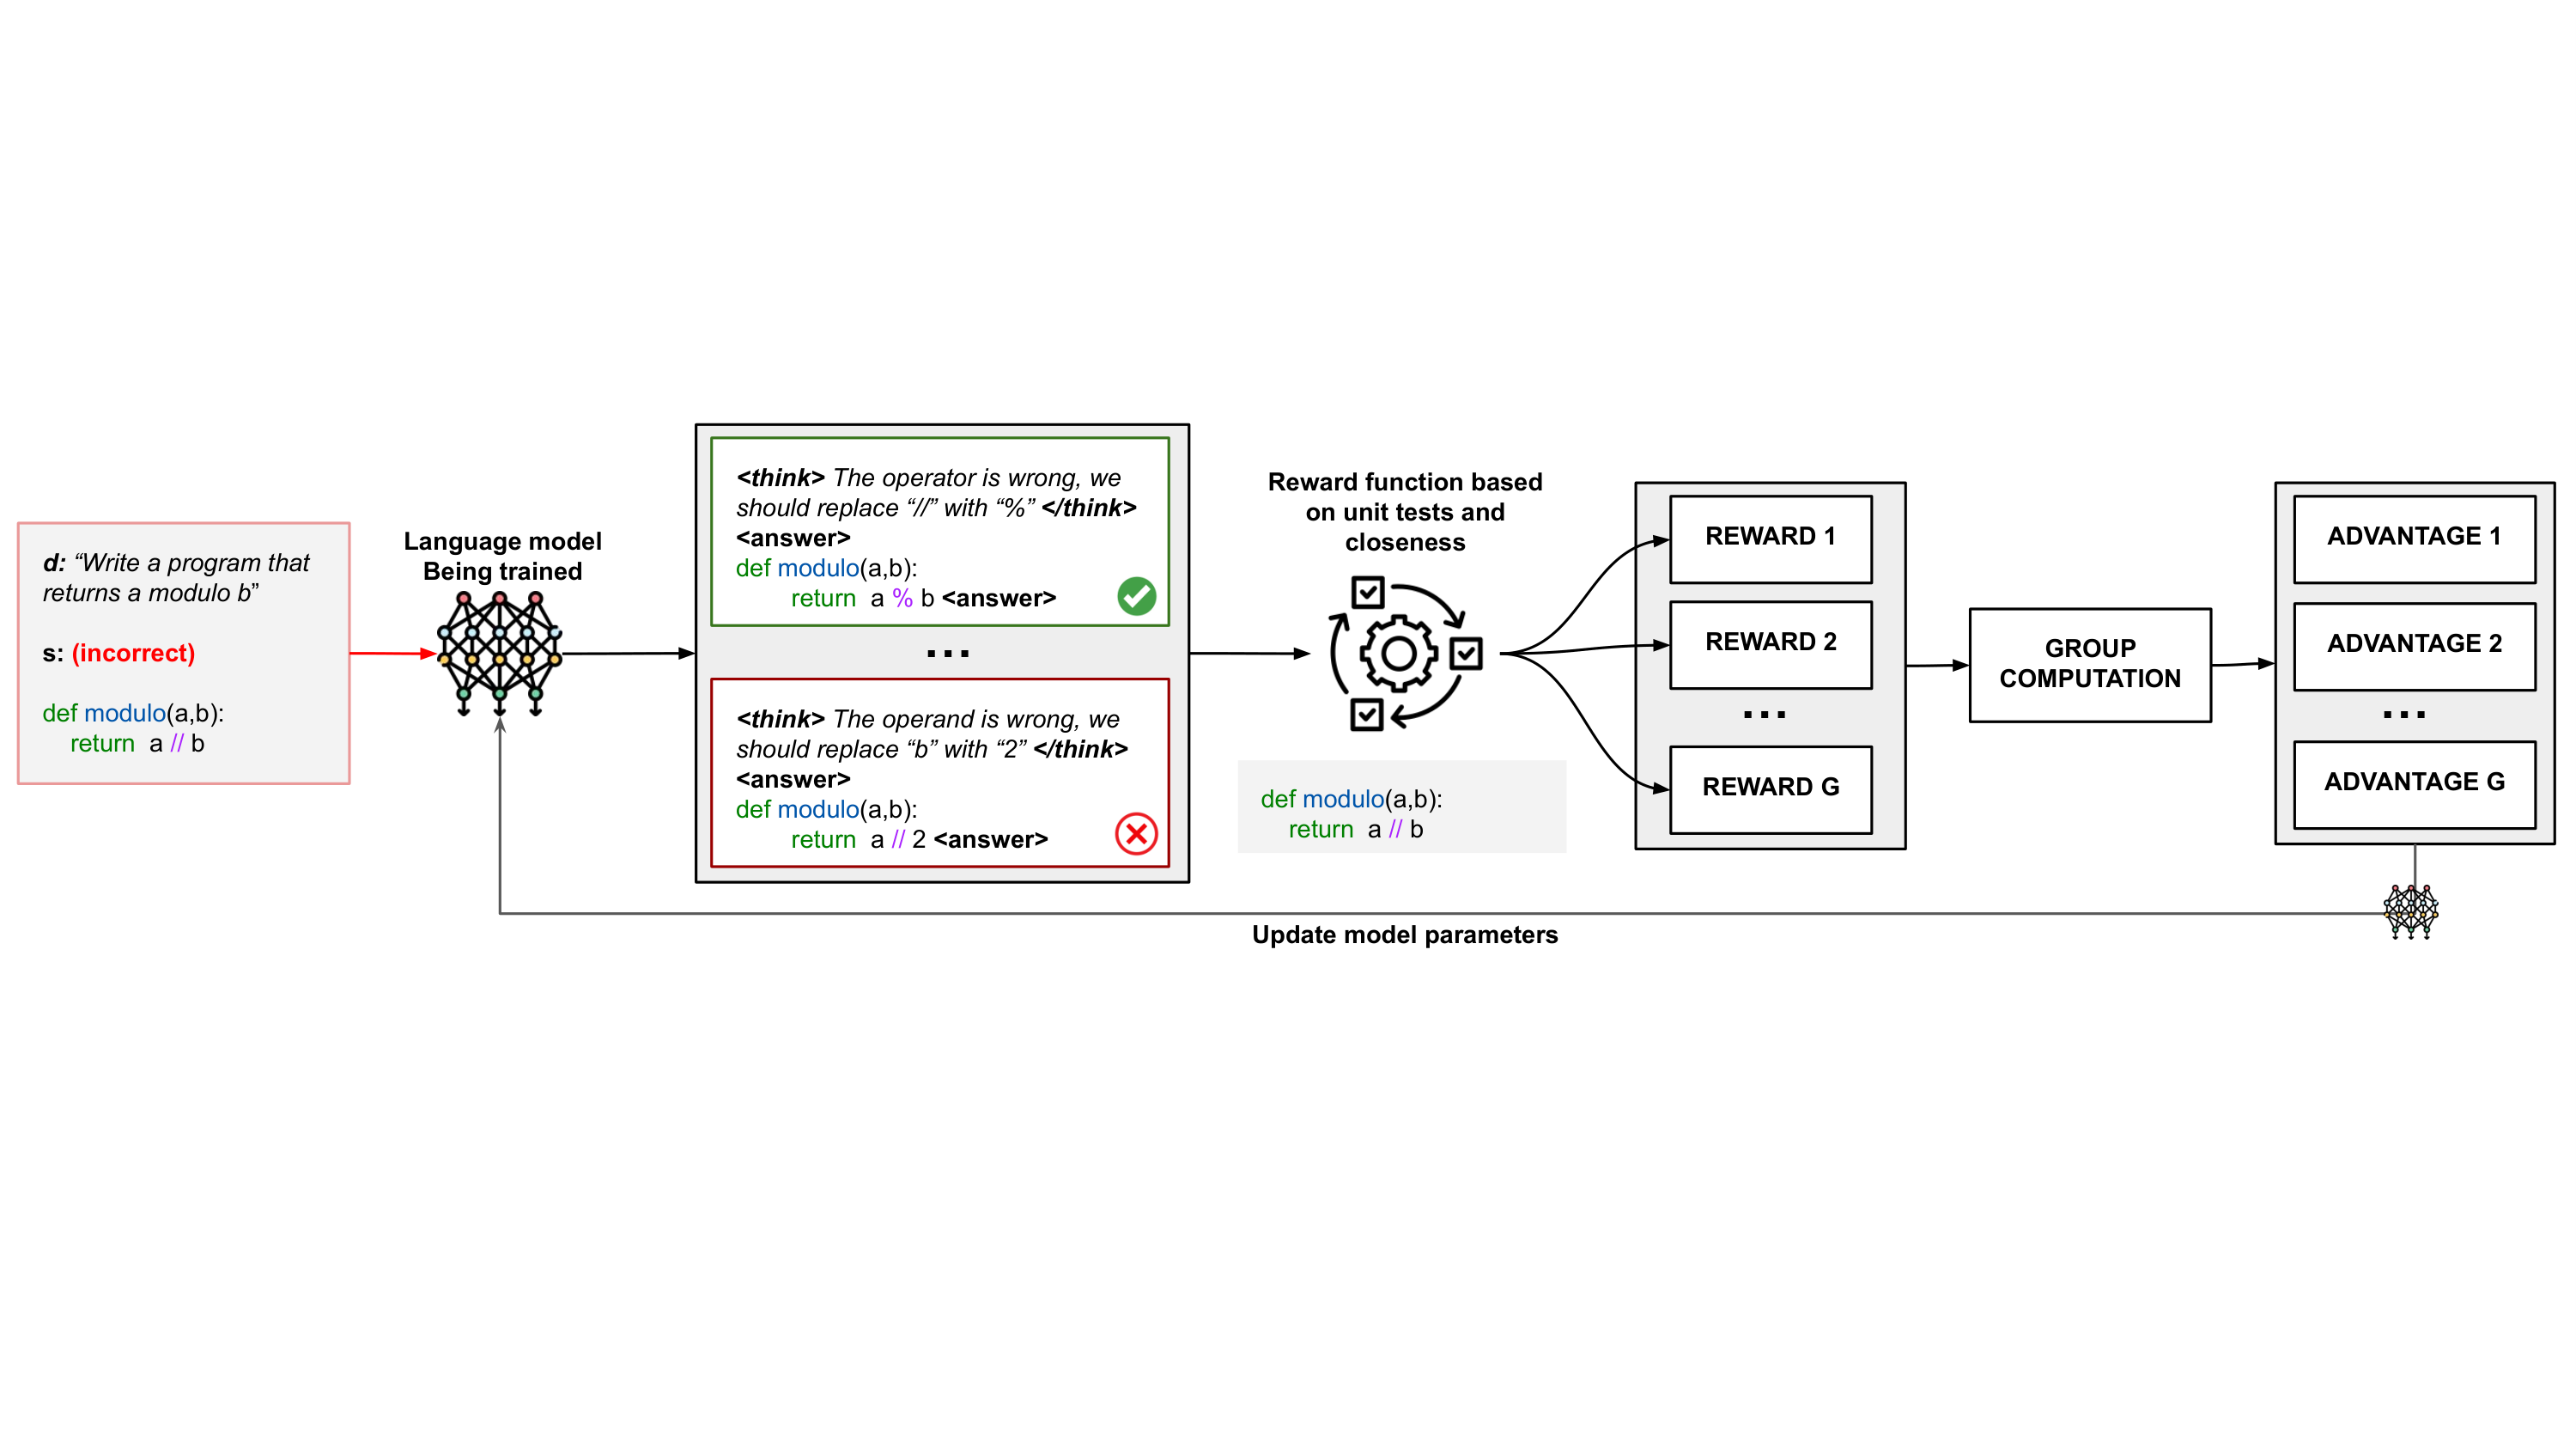 d: “Write a program that
returns a modulo b”
s: (incorrect)
def modulo(a,b):
return a // b
Language model
Being trained
<think> The operator is wrong, we
should replace “//” with “%” </think>
<answer>
def modulo(a,b):
return a % b <answer>
...
<think> The operand is wrong, we
should replace “b” with “2” </think>
<answer>
def modulo(a,b):
return a // 2 <answer>
Reward function based
on unit tests and
closeness
def modulo(a,b):
return a // b
REWARD 1
REWARD 2
...
REWARD G
GROUP
COMPUTATION
ADVANTAGE 1
ADVANTAGE 2
...
ADVANTAGE G
Update model parameters